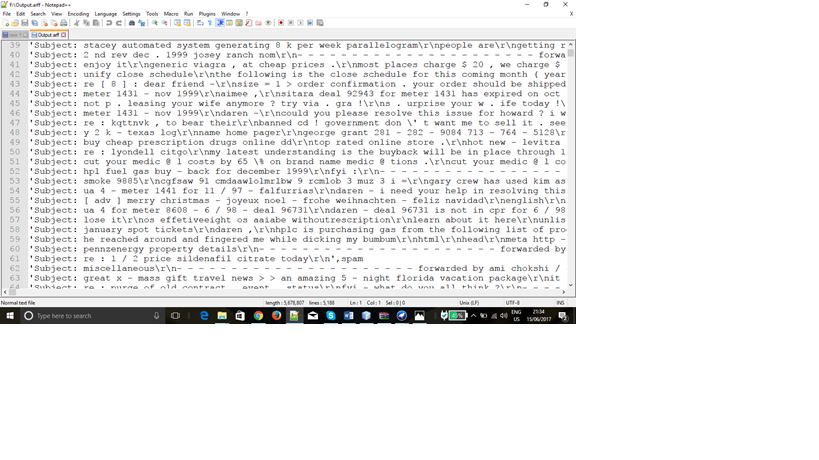 F:\Output.arff - Notepad++
File Edit Search View Encoding Language Settings Tools Macro Run Plugins Window ?
Output.arff
39 'Subject: stacey automated system generating 8 k per week parallelogram\r\npeople are\r\ngetting r
40 'Subject: 2 nd rev dec . 1999 josey ranch nom\r\n- - - - - - - - - - - - - - - - - - - - - - forwa
41 'Subject: enjoy it\r\ngeneric viagra , at cheap prices .\r\nmost places charge $ 20 , we charge $
42 'Subject: unify close schedule\r\nthe following is the close schedule for this coming month ( year
43 'Subject: re [ 8 ] : dear friend -\r\nsize = 1 > order confirmation . your order should be shipped
44 'Subject: meter 1431 - nov 1999\r\naimee ,\r\nsitara deal 92943 for meter 1431 has expired on oct
45 'Subject: not p . leasing your wife anymore ? try via . gra !\r\ns . urprise your w . ife today !\
46 'Subject: meter 1431 - nov 1999\r\ndaren -\r\ncould you please resolve this issue for howard ? i w
47 'Subject: re : kqttnvk , to bear their\r\nbanned cd ! government don \' t want me to sell it . see
48 'Subject: y 2 k - texas log\r\nname home pager\r\ngeorge grant 281 - 282 - 9084 713 - 764 - 5128\r
49 'Subject: buy cheap prescription drugs online dd\r\ntop rated online store .\r\nhot new - levitra
50 'Subject: re : lyondell citgo\r\nmy latest understanding is the buyback will be in place through 1
51 'Subject: cut your medic @ l costs by 65 \% on brand name medic @ tions .\r\ncut your medic @ l co
52 'Subject: hpl fuel gas buy - back for december 1999\r\nfyi :\r\n- - - - - - - - - - - - - - - - -
53 'Subject: smoke 9885\r\ncgfsaw 91 cmdaawlolmrlbw 9 rcmlob 3 muz 3 i =\r\ngary crew has used kim as
54 'Subject: ua 4 - meter 1441 for 11 / 97 - falfurrias\r\ndaren - i need your help in resolving this
55 'Subject: [ adv ] merry christmas - joyeux noel - frohe weihnachten - feliz navidad\r\nenglish\r\n
56 'Subject: ua 4 for meter 8608 - 6 / 98 - deal 96731\r\ndaren - deal 96731 is not in cpr for 6 / 98
57 'Subject: lose it\r\nos effetiveeight os aaiabe withoutrescription\r\nlearn about it here\r\nunlis
58 'Subject: january spot tickets\r\ndaren ,\r\nhplc is purchasing gas from the following list of pro
59 'Subject: he reached around and fingered me while dicking my bumbum\r\nhtml\r\nhead\r\nmeta http -
60 'Subject: pennzenergy property details\r\n- - - - - - - - - - - - - - - - - - - - - - forwarded by
61 'Subject: re : 1 / 2 price sildenafil citrate today\r\n',spam
62 'Subject: miscellaneous\r\n- - - - - - - - - - - - - - - - - - - - - - forwarded by ami chokshi /
63 'Subject: great x - mass gift travel news > > an amazing 5 - night florida vacation package\r\nit
64 'Subject: re : purge of old contract _ event _ status\r\nfyi - what do you all think ?\r\n- - - -
Normal text file length : 5,678,807 lines : 5,188 Ln : 1 Col : 1 Sel : 0 | 0 Unix (LF) UTF-8 INS
Type here to search
45%
ENG
US
21:34
15/06/2017